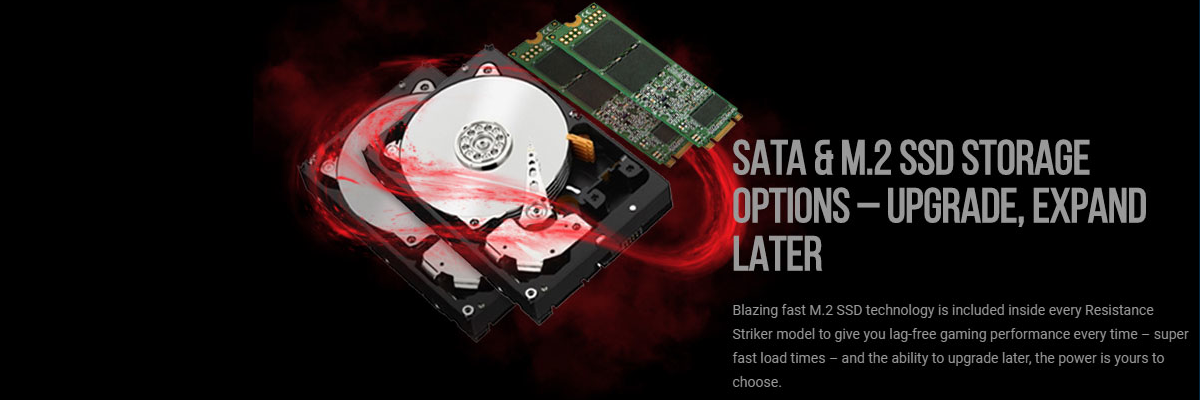 SATA & M.2 SSD STORAGE
OPTIONS – UPGRADE, EXPAND
LATER
Blazing fast M.2 SSD technology is included inside every Resistance
Striker model to give you lag-free gaming performance every time – super
fast load times – and the ability to upgrade later, the power is yours to
choose.